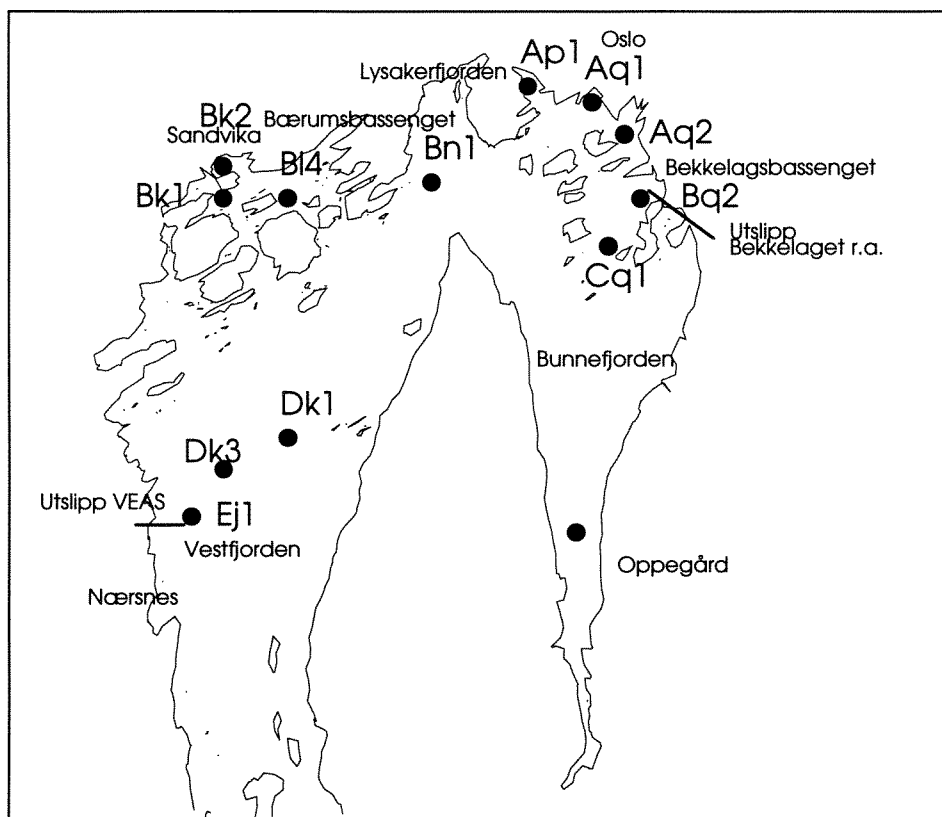 Oslo
Ap1
Lysakerfjorden
Aq1
Bk2
Bærumsbassenget
Sandvika
Aq2
Bn1
Bl4
Bekkelagsbassenget
Bk1
Bq2
Utslipp
Bekkelaget r.a.
Cq1
Bunnefjorden
Dk1
Dk3
Utslipp VEAS
Ej1
Vestfjorden
Oppegård
Nærsnes